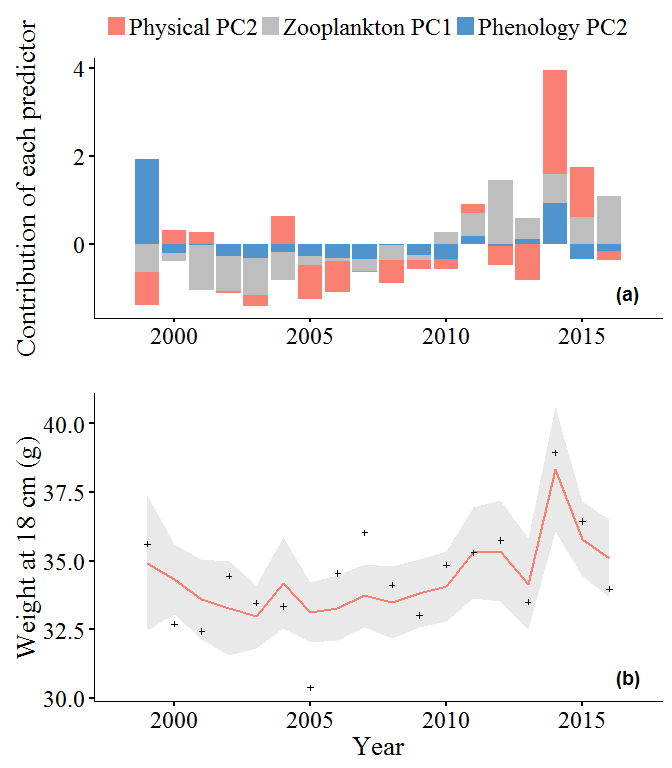 Physical PC2 Zooplankton PC1 Phenology PC2
Contribution of each predictor
4
2
0
(a)
2000 2005 2010 2015
Weight at 18 cm (g)
40.0
37.5
35.0
32.5
30.0
(b)
2000 2005 2010 2015
Year